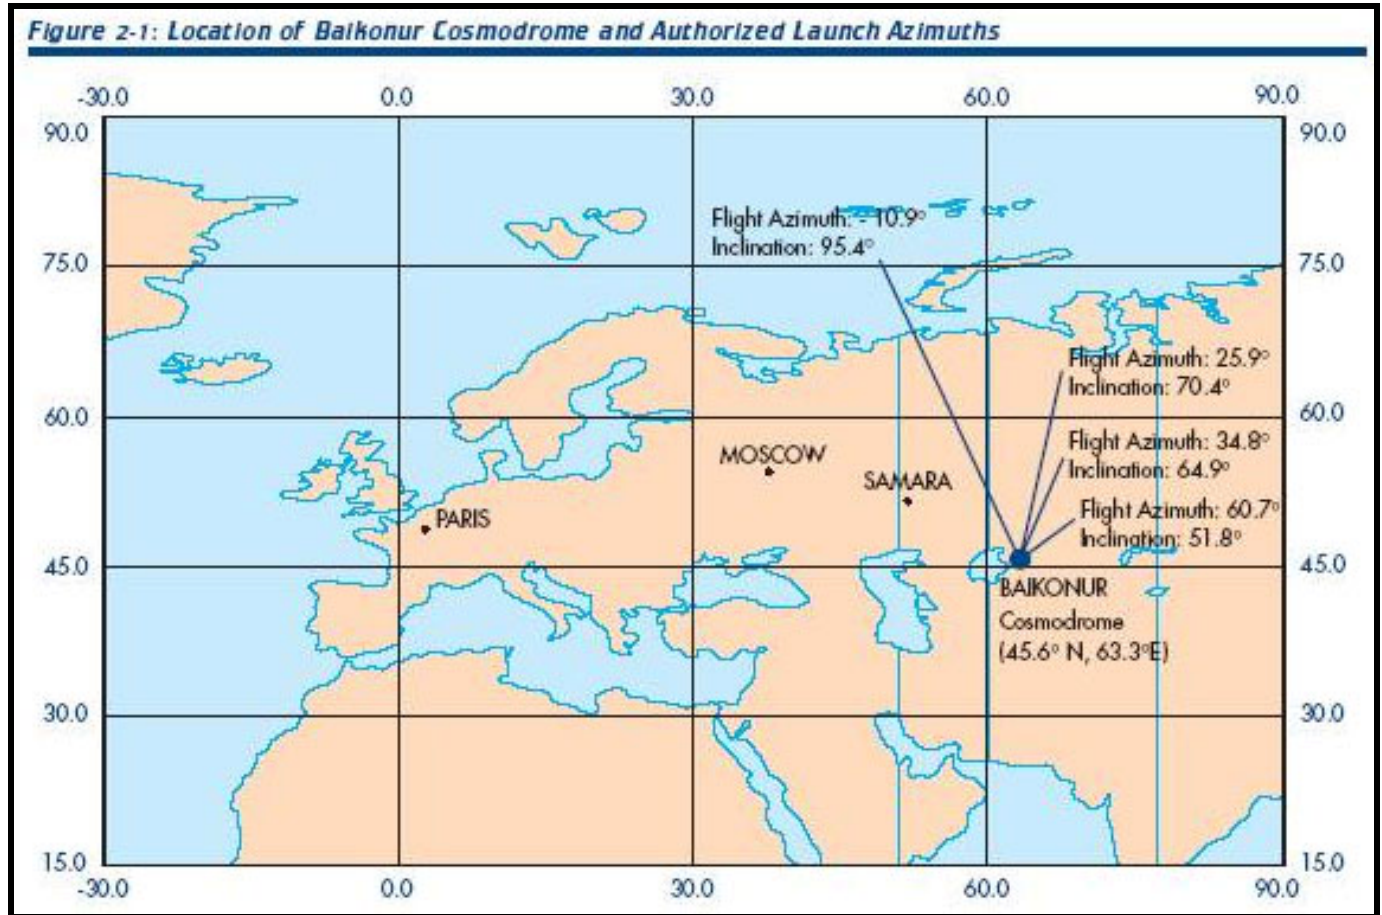 Figure 2-1: Location of Baikonur Cosmodrome and Authorized Launch Azimuths
-30.0 0.0 30.0 60.0 90.0
90.0 90.0
Flight Azimuth: - 10.9°
Inclination: 95.4°
75.0 75.0
Flight Azimuth: 25.9°
Inclination: 70.4°
60.0 60.0
Flight Azimuth: 34.8°
Inclination: 64.9°
MOSCOW
SAMARA
Flight Azimuth: 60.7°
Inclination: 51.8°
PARIS
45.0 45.0
BAIKONUR
Cosmodrome
(45.6° N, 63.3°E)
30.0 30.0
15.0 15.0
-30.0 0.0 30.0 60.0 90.0